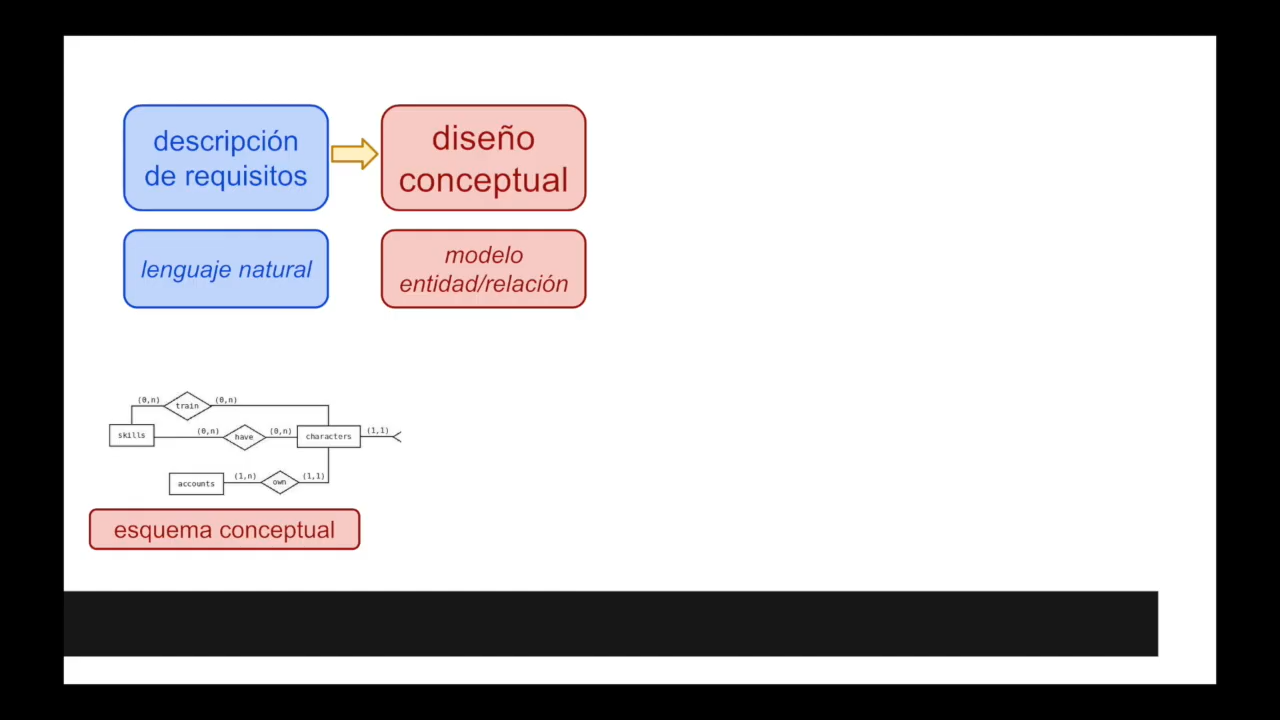 descripción
de requisitos
diseño
conceptual
lenguaje natural
modelo
entidad/relación
(0,n) train (0,n)
skills (0,n) have (0,n) characters (1,1)
accounts (1,n) own (1,1)
esquema conceptual